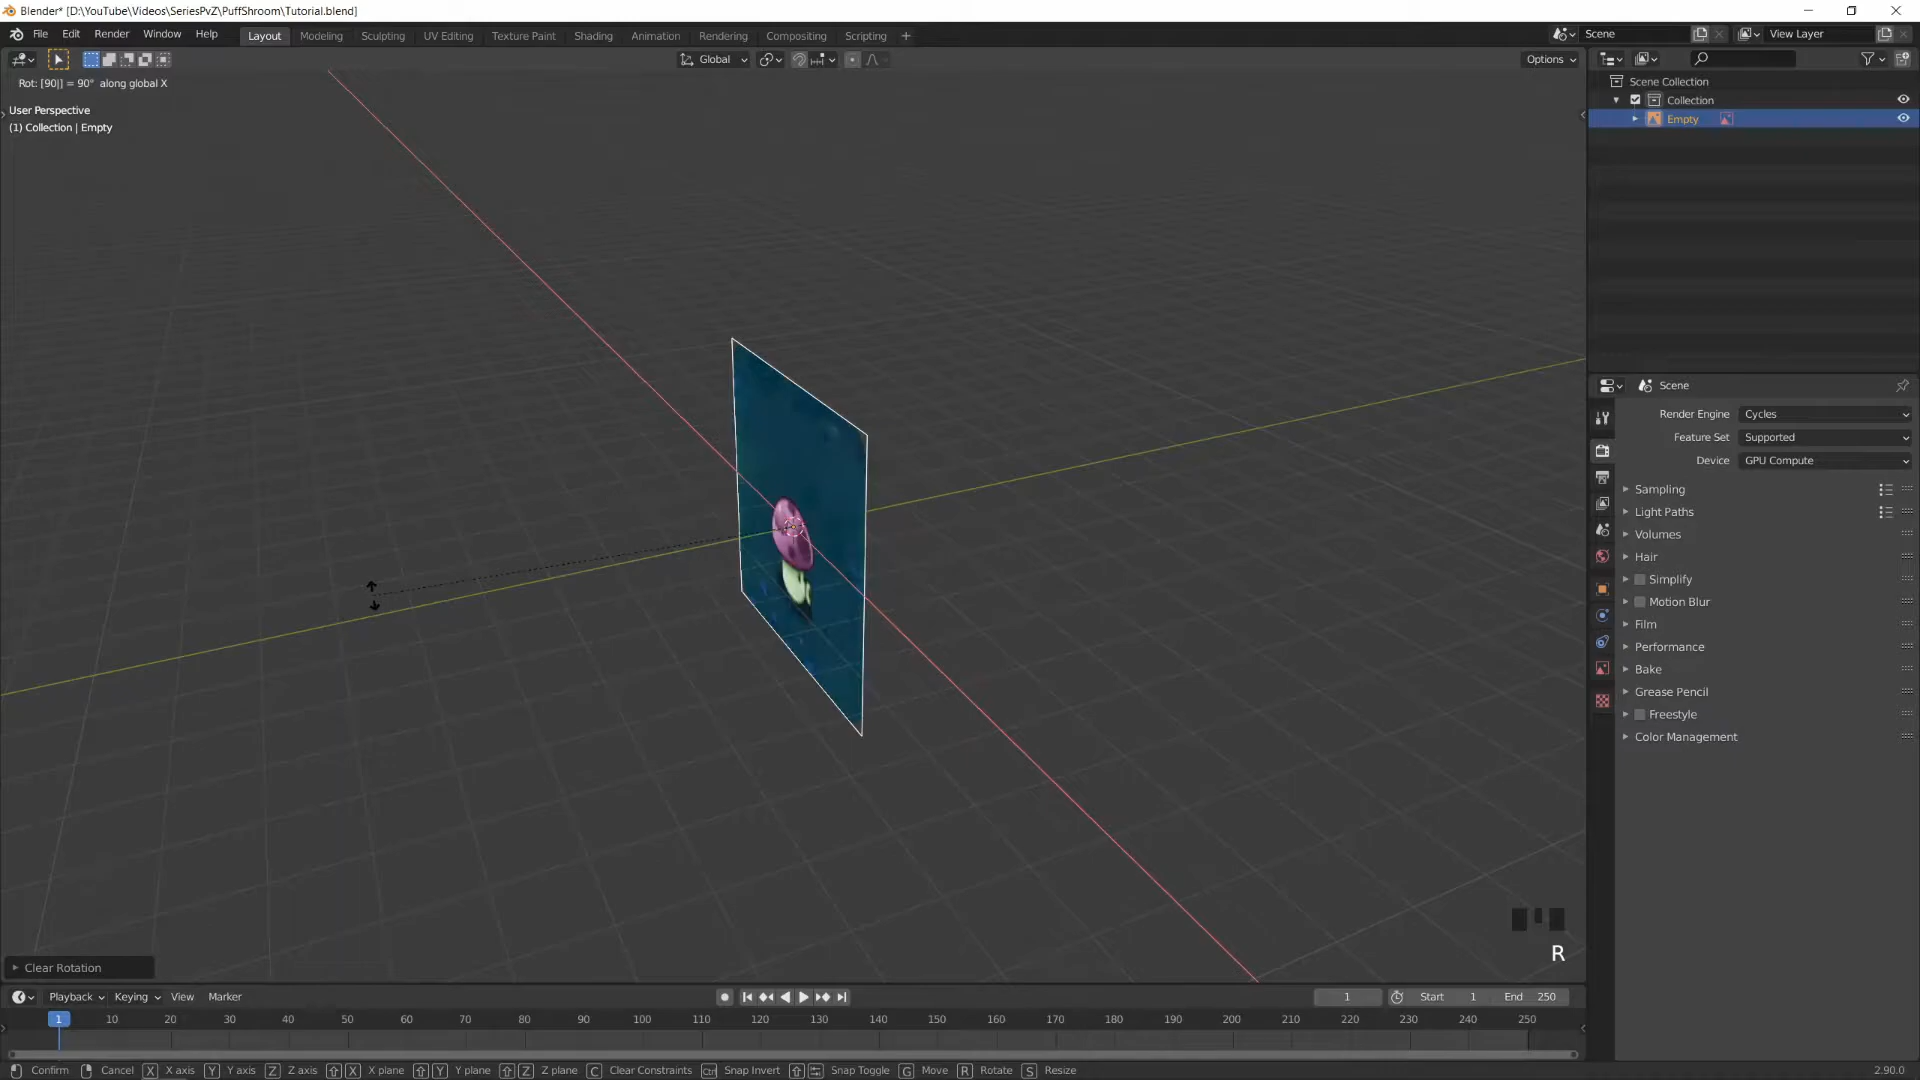 Blender* [D:\YouTube\Videos\SeriesPvZ\PuffShroom\Tutorial.blend]
File Edit Render Window Help Layout Modeling Sculpting UV Editing Texture Paint Shading Animation Rendering Compositing Scripting + Scene View Layer
Global Options
Rot: [90|] = 90° along global X
User Perspective
(1) Collection | Empty
Scene Collection
Collection
Empty
Scene
Render Engine Cycles
Feature Set Supported
Device GPU Compute
Sampling
Light Paths
Volumes
Hair
Simplify
Motion Blur
Film
Performance
Bake
Grease Pencil
Freestyle
Color Management
R
Clear Rotation
Playback Keying View Marker 1 Start 1 End 250
1 10 20 30 40 50 60 70 80 90 100 110 120 130 140 150 160 170 180 190 200 210 220 230 240 250
Confirm Cancel X X axis Y Y axis Z Z axis X X plane Y Y plane Z Z plane C Clear Constraints Ctrl Snap Invert Snap Toggle G Move R Rotate S Resize 2.90.0